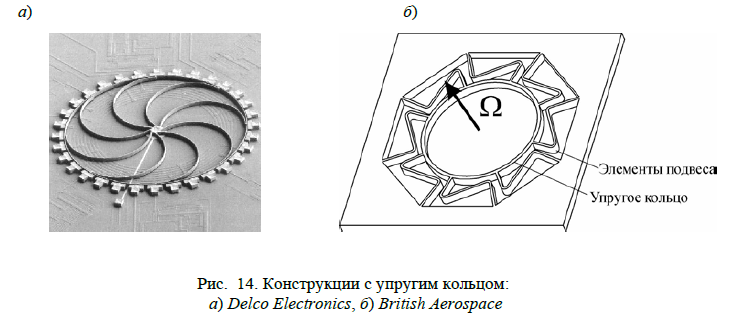 а)
б)
Ω
Элементы подвеса
Упругое кольцо
Рис. 14. Конструкции с упругим кольцом:
а) Delco Electronics, б) British Aerospace